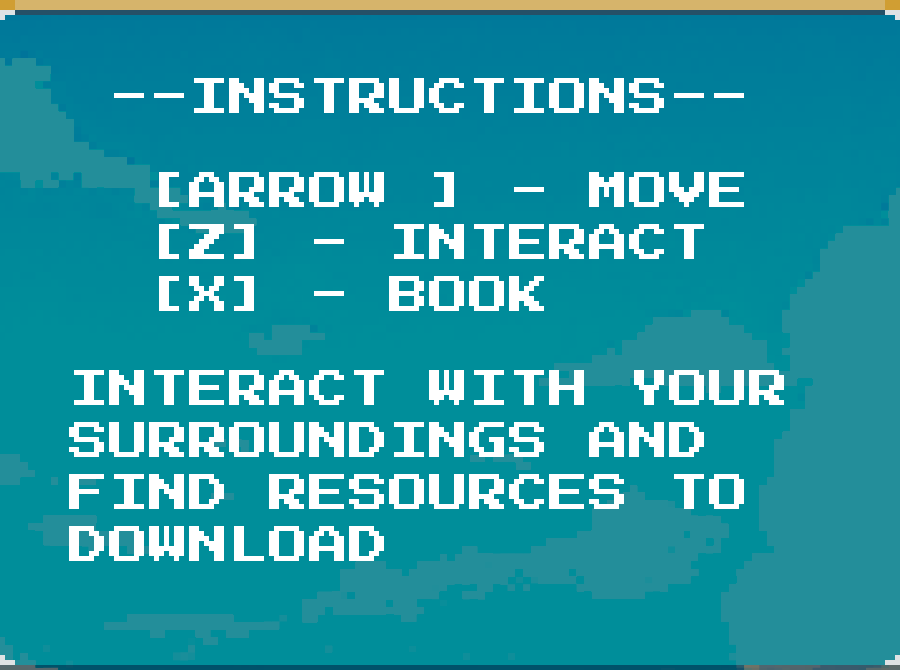 --INSTRUCTIONS--
[ARROW ] - MOVE
[Z] - INTERACT
[X] - BOOK
INTERACT WITH YOUR
SURROUNDINGS AND
FIND RESOURCES TO
DOWNLOAD